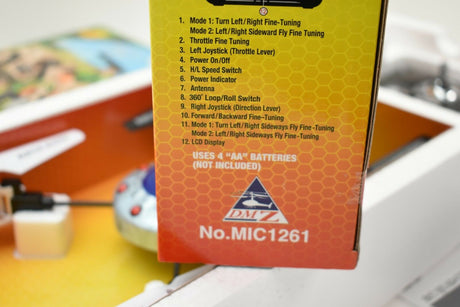 1. Mode 1: Turn Left/Right Fine-Tuning
Mode 2: Left/Right Sideward Fly Fine Tuning
2. Throttle Fine Tuning
3. Left Joystick (Throttle Lever)
4. Power On/Off
5. H/L Speed Switch
6. Power Indicator
7. Antenna
8. 360° Loop/Roll Switch
9. Right Joystick (Direction Lever)
10. Forward/Backward Fine-Tuning
11. Mode 1: Turn Left/Right Fine-Tuning
Mode 2: Left/Right Sideways Fly Fine-Tuning
12. LCD Display
USES 4 "AA" BATTERIES
(NOT INCLUDED)
DMZ
No.MIC1261